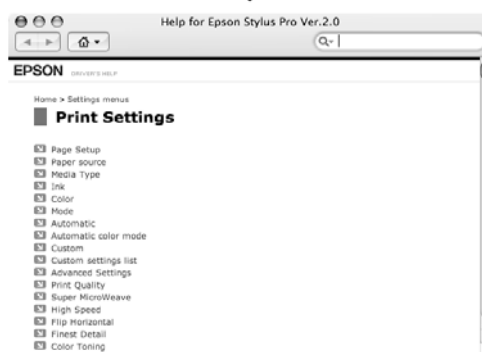 Help for Epson Stylus Pro Ver.2.0
EPSON DRIVER'S HELP
Home > Settings menus
Print Settings
Page Setup
Paper source
Media Type
Ink
Color
Mode
Automatic
Automatic color mode
Custom
Custom settings list
Advanced Settings
Print Quality
Super MicroWeave
High Speed
Flip Horizontal
Finest Detail
Color Toning